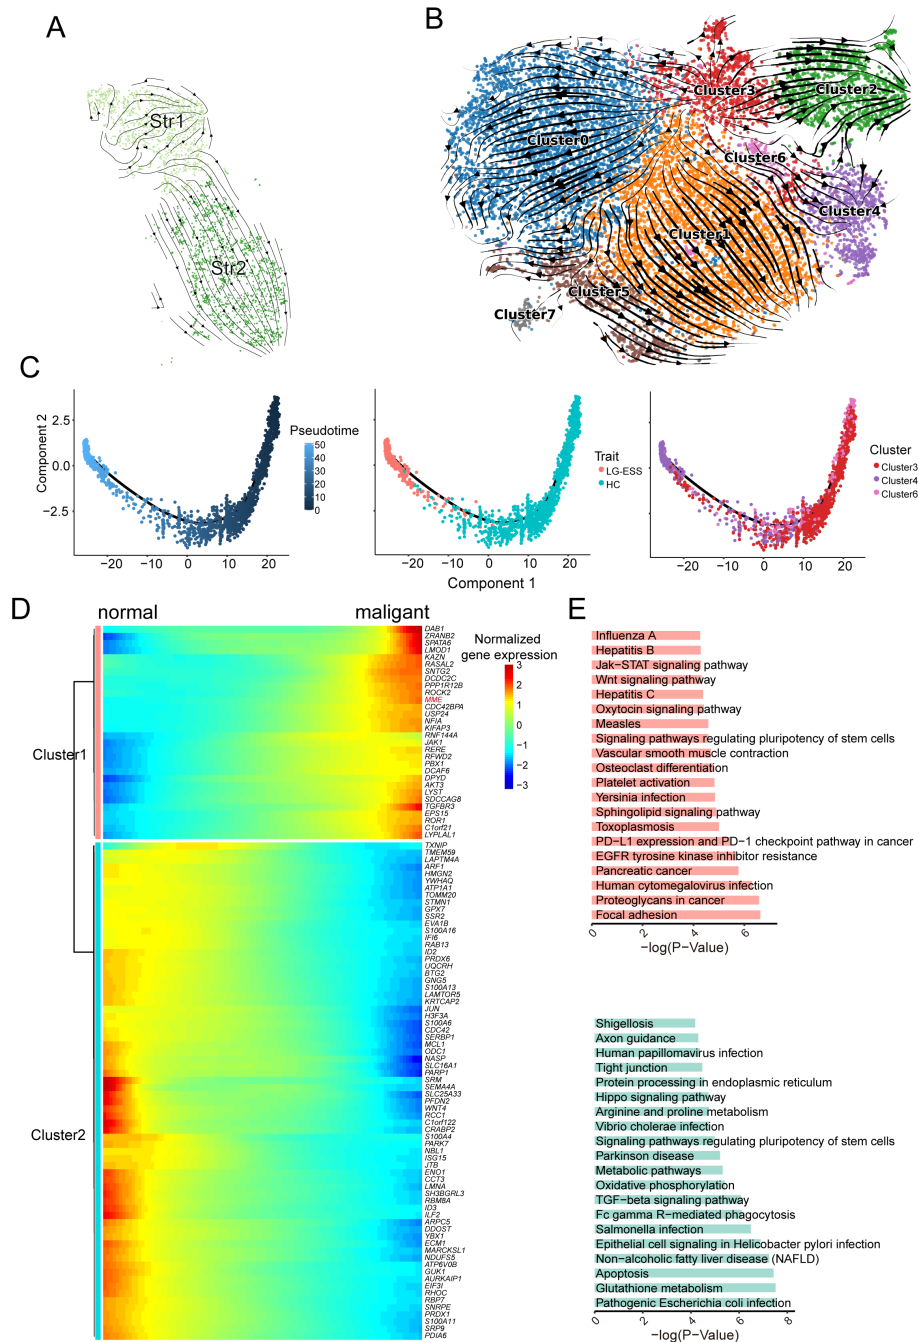 A
Str1
Str2
B
Cluster3
Cluster2
Cluster0
Cluster6
Cluster4
Cluster1
Cluster5
Cluster7
C
Component 2
2.5
0.0
−2.5
−20
−10
0
10
20
Pseudotime
50
40
30
20
10
0
−20
−10
0
10
20
Trait
LG-ESS
HC
−20
−10
0
10
20
Cluster
Cluster3
Cluster4
Cluster6
Component 1
D
normal
maligant
Cluster1
Cluster2
DAB1
ZRANB2
SPATA6
LMOD1
KAZN
RASAL2
SNTG2
DCDC2C
PPP1R12B
ROCK2
MME
CDC42BPA
USP24
NFIA
KIFAP3
RNF144A
JAK1
RERE
RFWD2
PBX1
DCAF6
DPYD
AKT3
LYST
SDCCAG8
TGFBR3
EPS15
ROR1
C1orf21
LYPLAL1
TXNIP
TMEM59
LAPTM4A
ARF1
HMGN2
YWHAQ
ATP1A1
TOMM20
STMN1
GPX7
SSR2
EVA1B
S100A16
IFI6
RAB13
ID2
PRDX6
UQCRH
BTG2
GNG5
S100A13
LAMTOR5
KRTCAP2
JUN
H3F3A
S100A6
CDC42
SERBP1
MCL1
ODC1
NASP
SLC16A1
PARP1
SRM
SEMA4A
SLC25A33
PFDN2
WNT4
RCC1
C1orf122
CRABP2
S100A4
PARK7
NBL1
ISG15
JTB
ENO1
CCT3
LMNA
SH3BGRL3
RBM8A
ID3
ILF2
ARPC5
DDOST
YBX1
ECM1
MARCKSL1
NDUFS5
ATP6V0B
GUK1
AURKAIP1
EIF3I
RHOC
RBP7
SNRPE
PRDX1
S100A11
SRP9
PDIA6
Normalized
gene expression
3
2
1
0
−1
−2
−3
E
Influenza A
Hepatitis B
Jak−STAT signaling pathway
Wnt signaling pathway
Hepatitis C
Oxytocin signaling pathway
Measles
Signaling pathways regulating pluripotency of stem cells
Vascular smooth muscle contraction
Osteoclast differentiation
Platelet activation
Yersinia infection
Sphingolipid signaling pathway
Toxoplasmosis
PD−L1 expression and PD−1 checkpoint pathway in cancer
EGFR tyrosine kinase inhibitor resistance
Pancreatic cancer
Human cytomegalovirus infection
Proteoglycans in cancer
Focal adhesion
0
2
4
6
−log(P−Value)
Shigellosis
Axon guidance
Human papillomavirus infection
Tight junction
Protein processing in endoplasmic reticulum
Hippo signaling pathway
Arginine and proline metabolism
Vibrio cholerae infection
Signaling pathways regulating pluripotency of stem cells
Parkinson disease
Metabolic pathways
Oxidative phosphorylation
TGF−beta signaling pathway
Fc gamma R−mediated phagocytosis
Salmonella infection
Epithelial cell signaling in Helicobacter pylori infection
Non−alcoholic fatty liver disease (NAFLD)
Apoptosis
Glutathione metabolism
Pathogenic Escherichia coli infection
0
2
4
6
8
−log(P−Value)